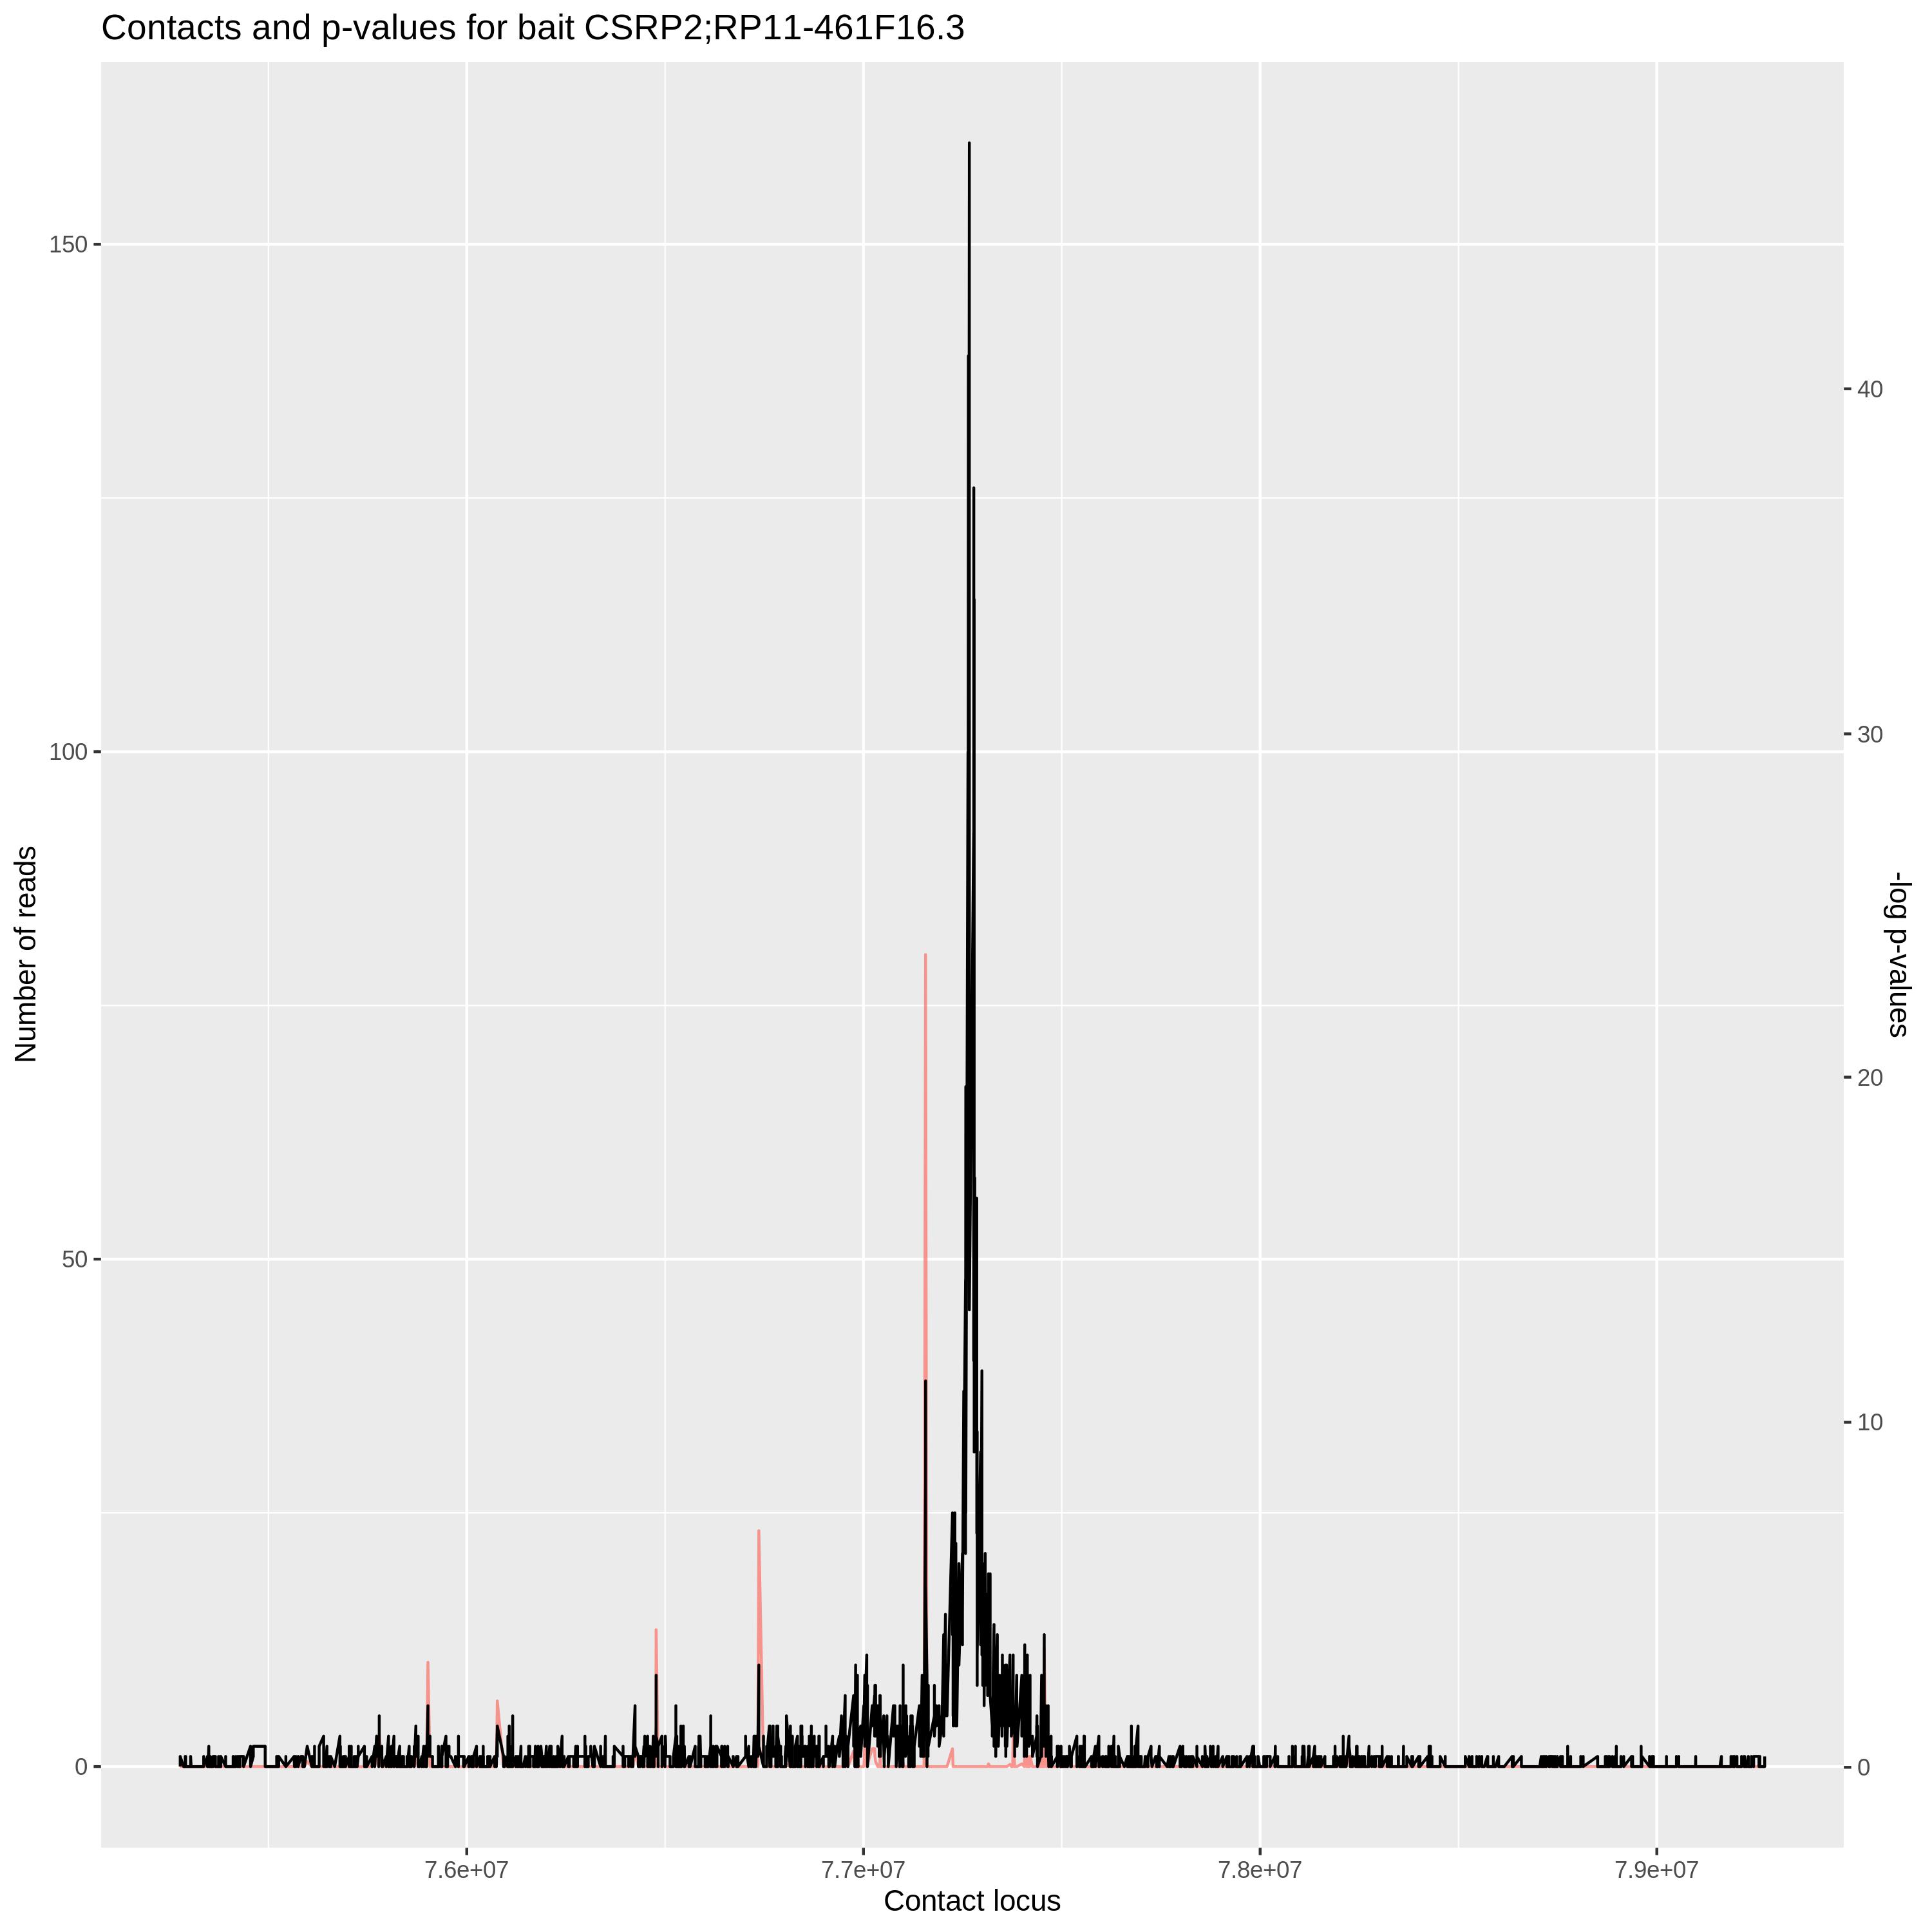 Contacts and p-values for bait CSRP2;RP11-461F16.3
150
100
50
0
Number of reads
40
30
20
10
0
-log p-values
7.6e+07
7.7e+07
7.8e+07
7.9e+07
Contact locus